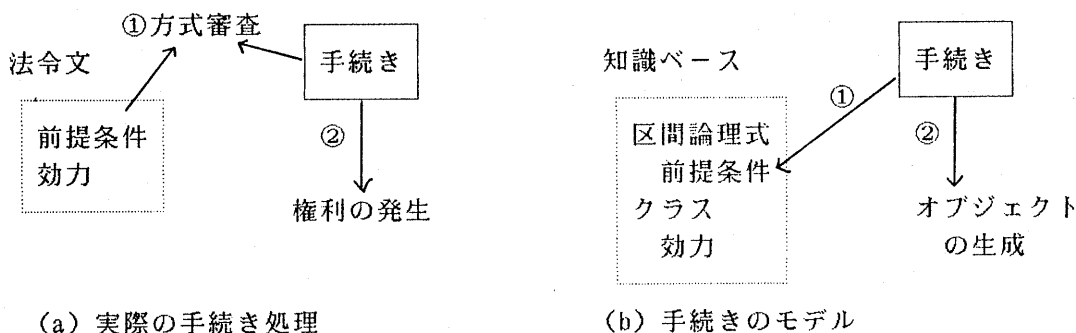 ①方式審査
法令文
手続き
前提条件
効力
②
権利の発生
(a) 実際の手続き処理
知識ベース
手続き
①
区間論理式
前提条件
クラス
効力
②
オブジェクト
の生成
(b) 手続きのモデル